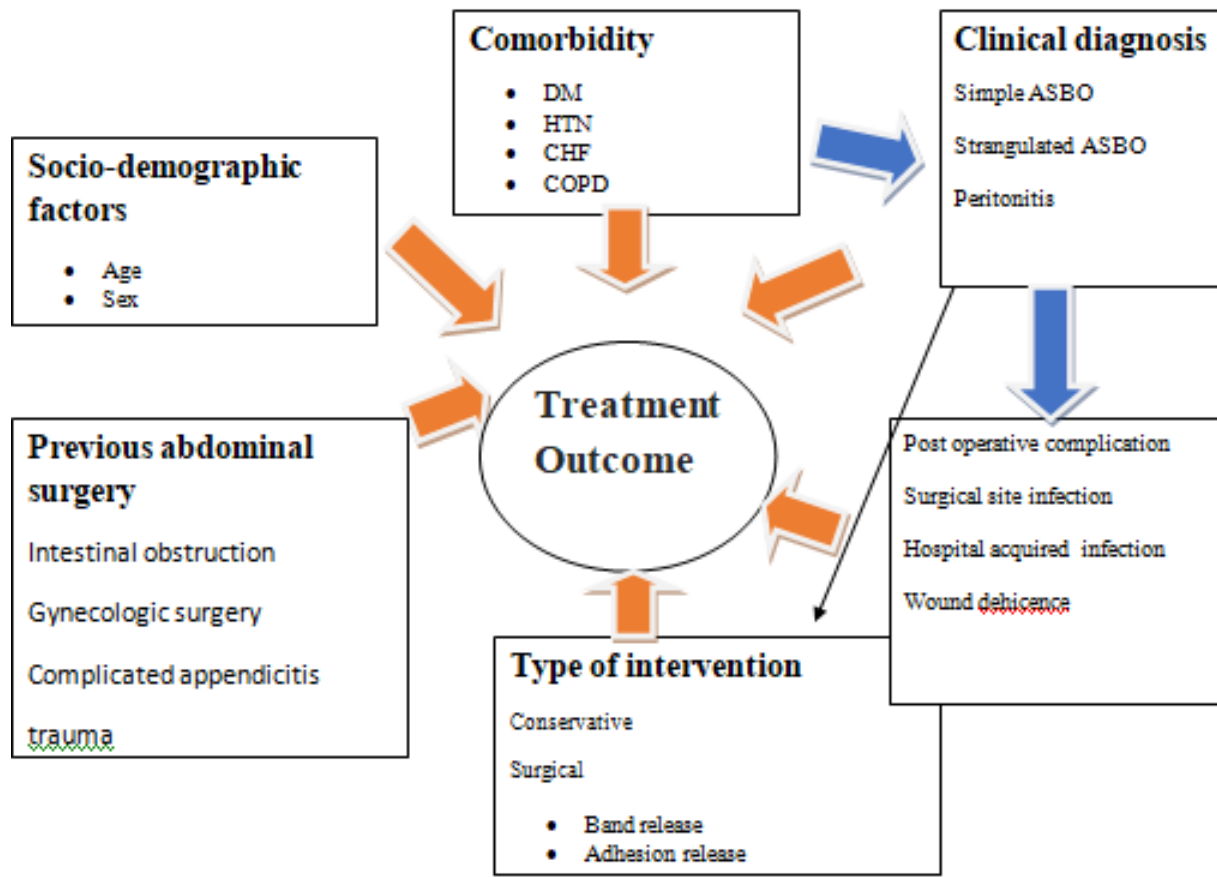 Comorbidity
• DM
• HTN
• CHF
• COPD
Clinical diagnosis
Simple ASBO
Strangulated ASBO
Peritonitis
Socio-demographic
factors
• Age
• Sex
Treatment
Outcome
Previous abdominal
surgery
Intestinal obstruction
Gynecologic surgery
Complicated appendicitis
trauma
Post operative complication
Surgical site infection
Hospital acquired infection
Wound dehicence
Type of intervention
Conservative
Surgical
• Band release
• Adhesion release